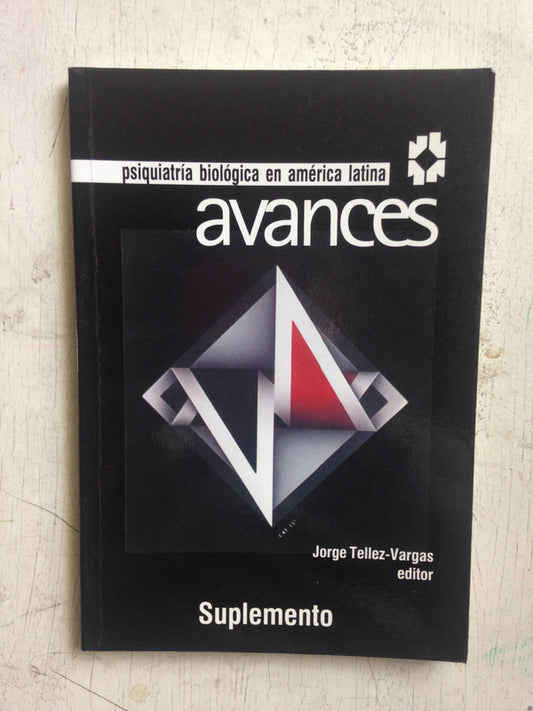 psiquiatría biológica en américa latina
avances
Jorge Tellez-Vargas
editor
Suplemento